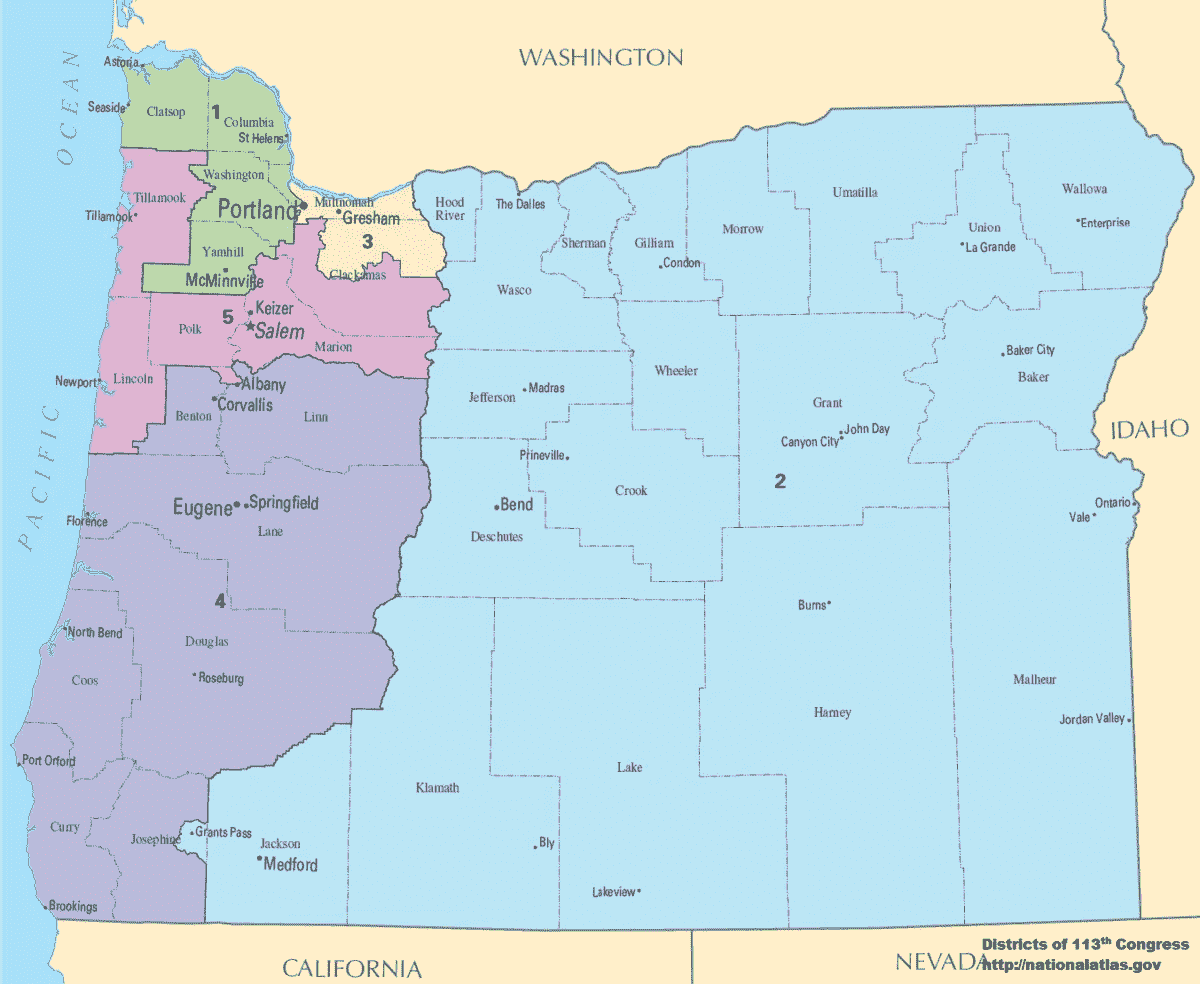 WASHINGTON
OCEAN
Astoria
Seaside
Clatsop
1
Columbia
St Helens
Washington
Tillamook
Tillamook
Portland
Multnomah
Gresham
3
Clackamas
Yamhill
McMinnville
Hood
River
The Dalles
Sherman
Gilliam
Condon
Morrow
Umatilla
Union
La Grande
Wallowa
Enterprise
Wasco
Keizer
5
Salem
Polk
Marion
Newport
Lincoln
Albany
Corvallis
Benton
Linn
Jefferson
Madras
Wheeler
Grant
John Day
Canyon City
Baker City
Baker
IDAHO
PACIFIC
Prineville
Crook
2
Eugene
Springfield
Florence
Lane
Bend
Deschutes
Ontario
Vale
4
Burns
North Bend
Douglas
Coos
Roseburg
Malheur
Harney
Jordan Valley
Port Orford
Klamath
Lake
Curry
Josephine
Grants Pass
Jackson
Medford
Bly
Lakeview
Brookings
CALIFORNIA
NEVADA
Districts of 113th Congress
http://nationalatlas.gov